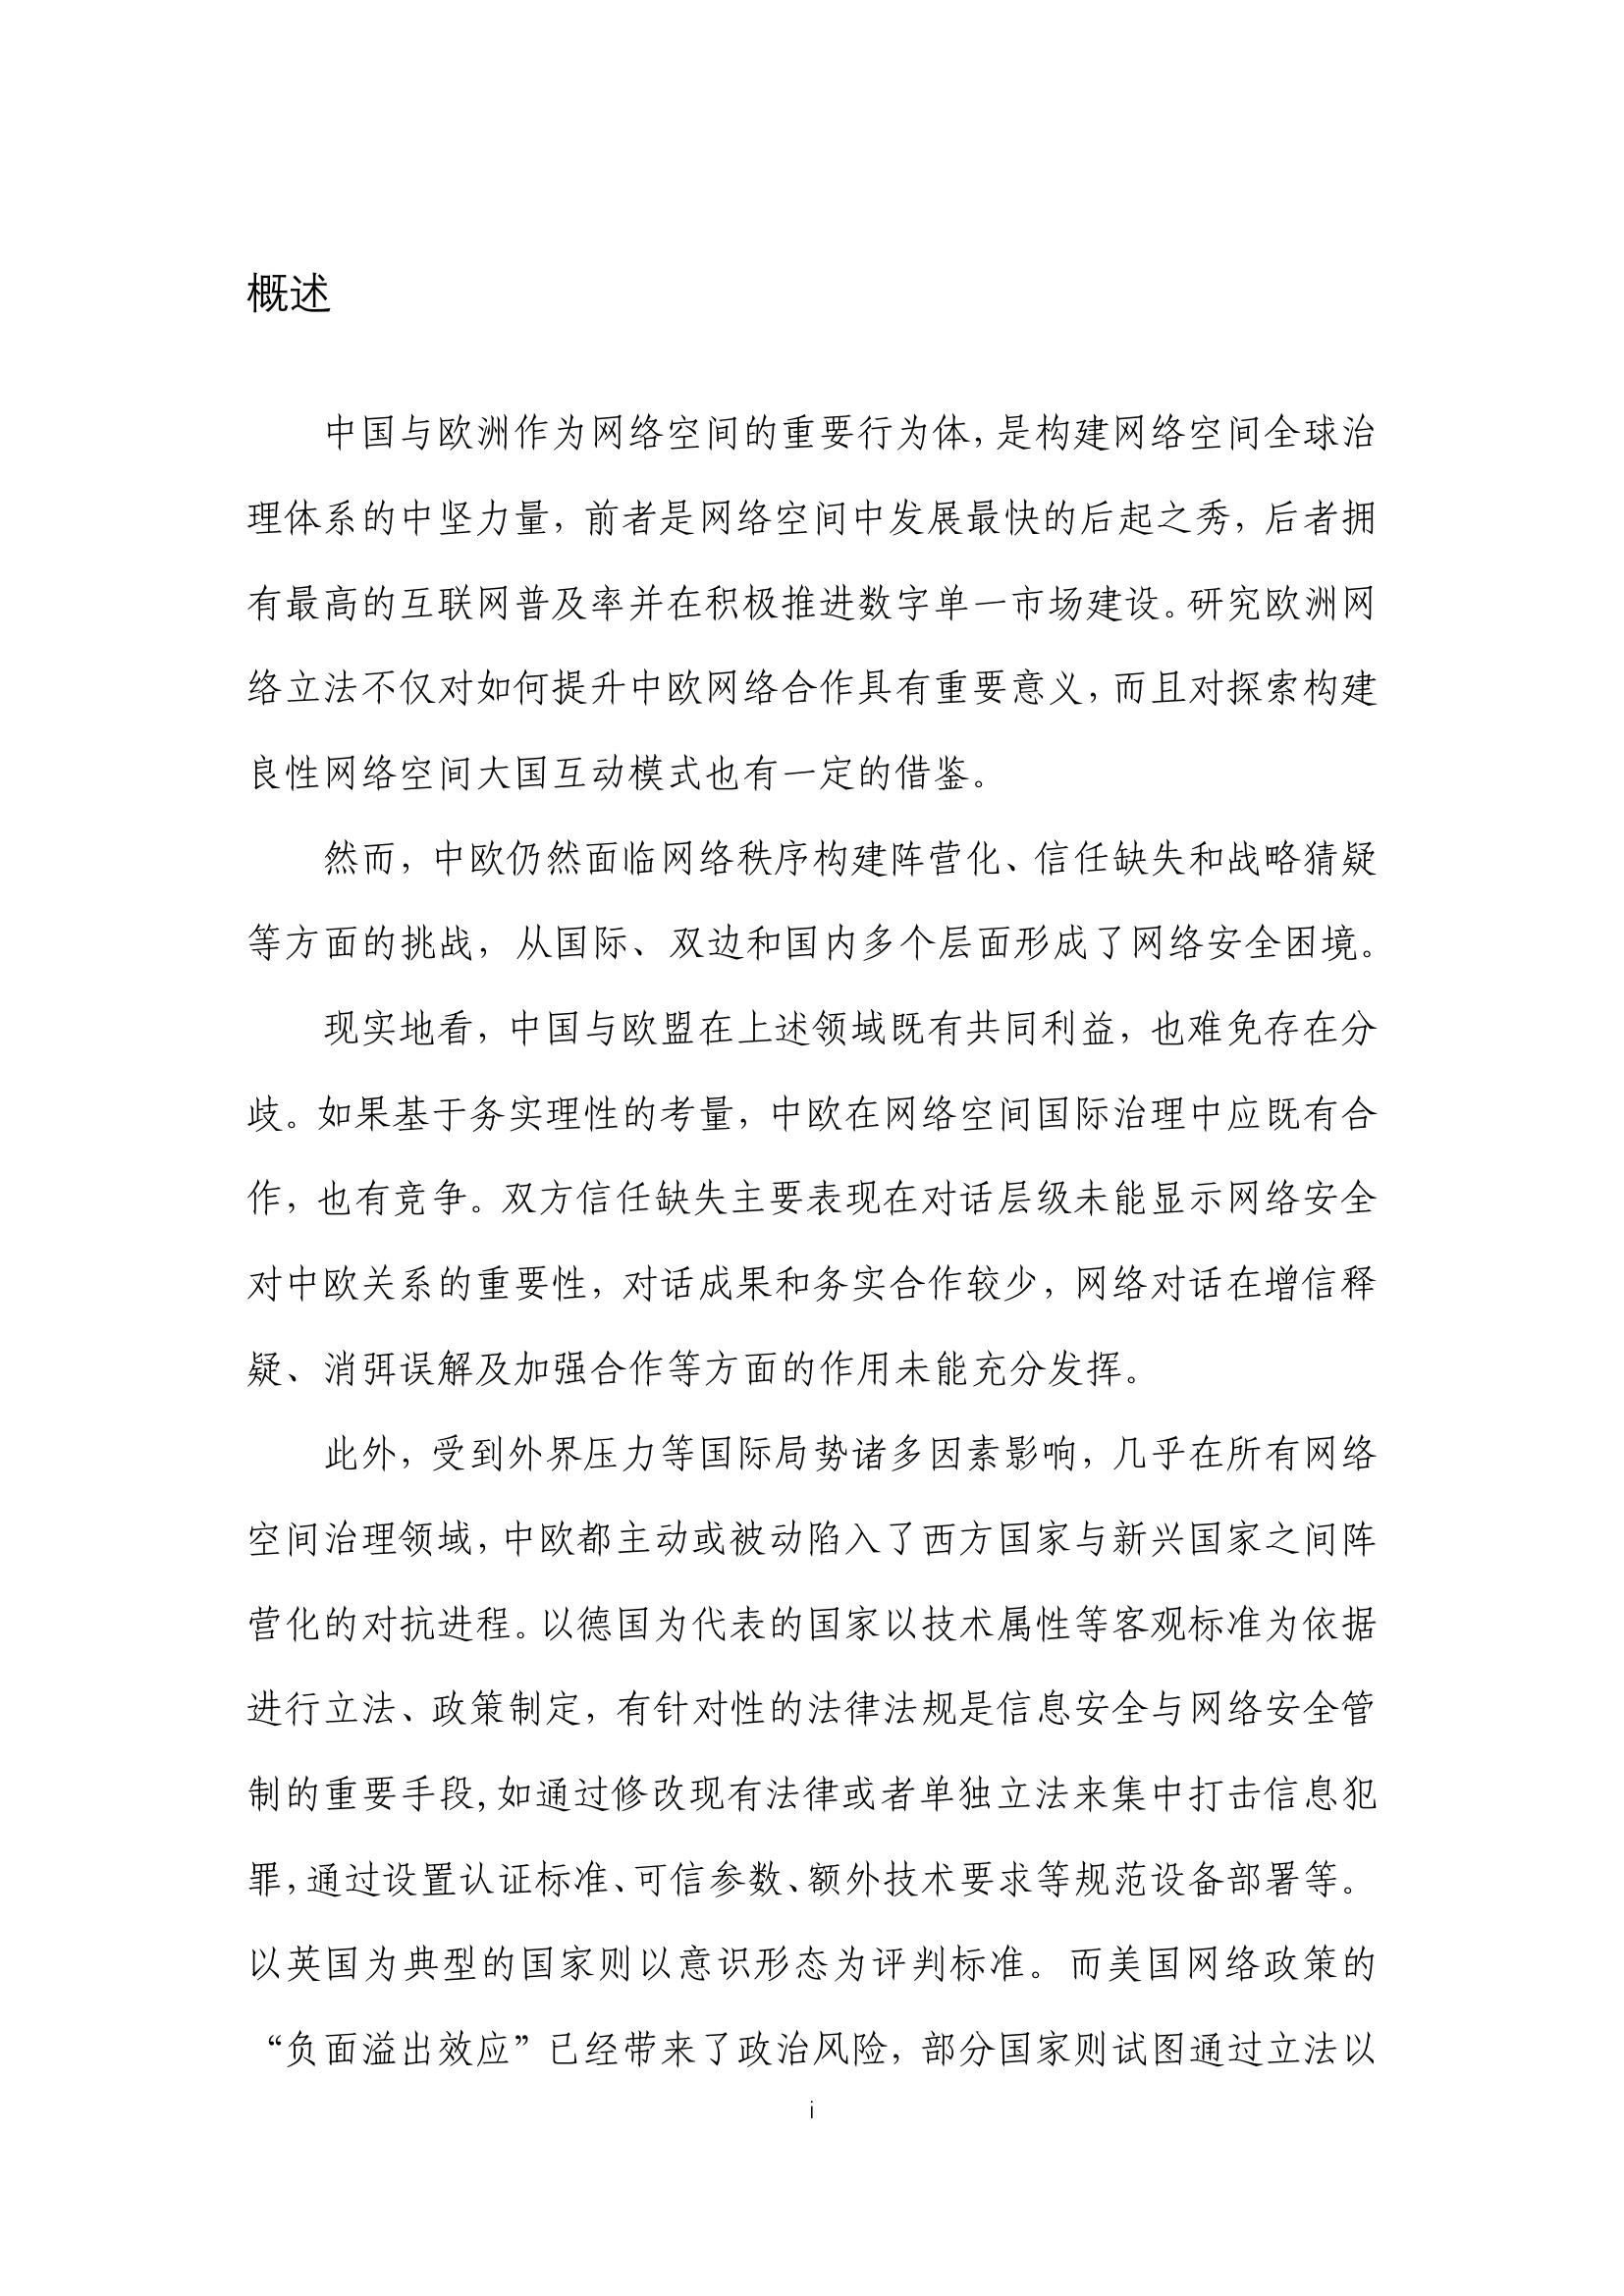 概述
中国与欧洲作为网络空间的重要行为体，是构建网络空间全球治
理体系的中坚力量，前者是网络空间中发展最快的后起之秀，后者拥
有最高的互联网普及率并在积极推进数字单一市场建设。研究欧洲网
络立法不仅对如何提升中欧网络合作具有重要意义，而且对探索构建
良性网络空间大国互动模式也有一定的借鉴。
然而，中欧仍然面临网络秩序构建阵营化、信任缺失和战略猜疑
等方面的挑战，从国际、双边和国内多个层面形成了网络安全困境。
现实地看，中国与欧盟在上述领域既有共同利益，也难免存在分
歧。如果基于务实理性的考量，中欧在网络空间国际治理中应既有合
作，也有竞争。双方信任缺失主要表现在对话层级未能显示网络安全
对中欧关系的重要性，对话成果和务实合作较少，网络对话在增信释
疑、消弭误解及加强合作等方面的作用未能充分发挥。
此外，受到外界压力等国际局势诸多因素影响，几乎在所有网络
空间治理领域，中欧都主动或被动陷入了西方国家与新兴国家之间阵
营化的对抗进程。以德国为代表的国家以技术属性等客观标准为依据
进行立法、政策制定，有针对性的法律法规是信息安全与网络安全管
制的重要手段,如通过修改现有法律或者单独立法来集中打击信息犯
罪，通过设置认证标准、可信参数、额外技术要求等规范设备部署等。
以英国为典型的国家则以意识形态为评判标准。而美国网络政策的
“负面溢出效应”已经带来了政治风险，部分国家则试图通过立法以
i